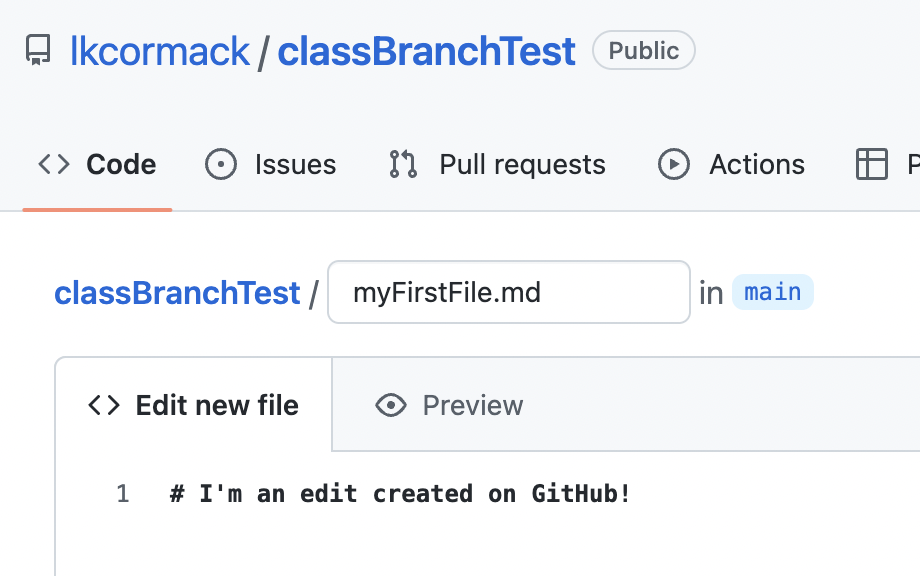 lkcormack / classBranchTest Public
Code Issues Pull requests Actions P
classBranchTest / myFirstFile.md in main
Edit new file Preview
1 # I'm an edit created on GitHub!